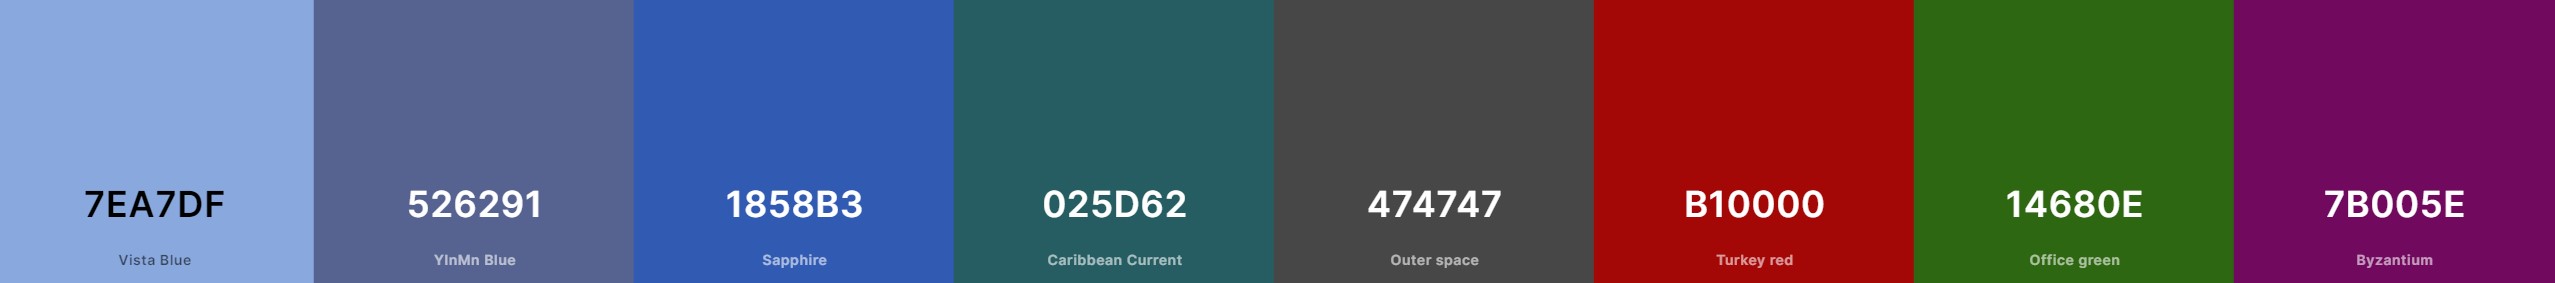 7EA7DF
Vista Blue
526291
YInMn Blue
1858B3
Sapphire
025D62
Caribbean Current
474747
Outer space
B10000
Turkey red
14680E
Office green
7B005E
Byzantium